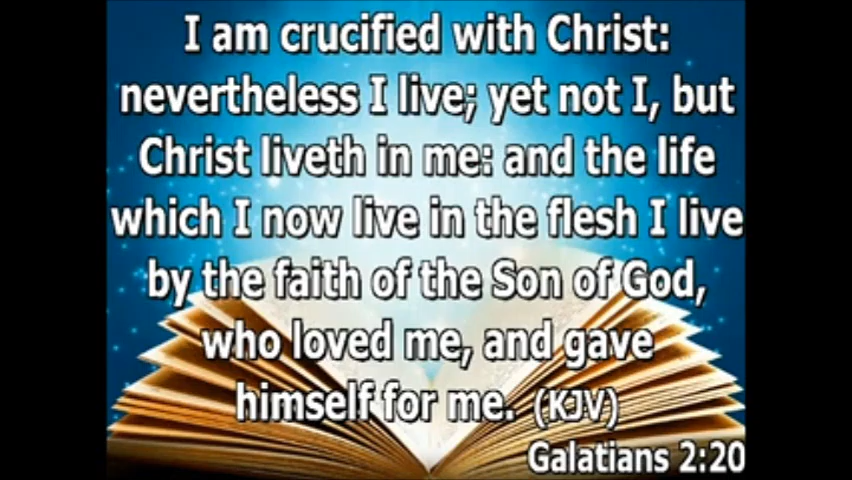 I am crucified with Christ:
nevertheless I live; yet not I, but
Christ liveth in me: and the life
which I now live in the flesh I live
by the faith of the Son of God,
who loved me, and gave
himself for me. (KJV)
Galatians 2:20